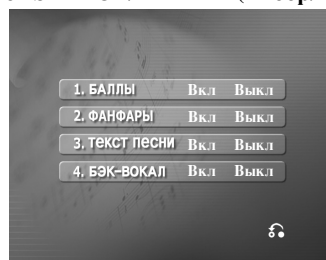 1. БАЛЛЫ Вкл Выкл
2. ФАНФАРЫ Вкл Выкл
3. ТЕКСТ ПЕСНИ Вкл Выкл
4. БЭК-ВОКАЛ Вкл Выкл